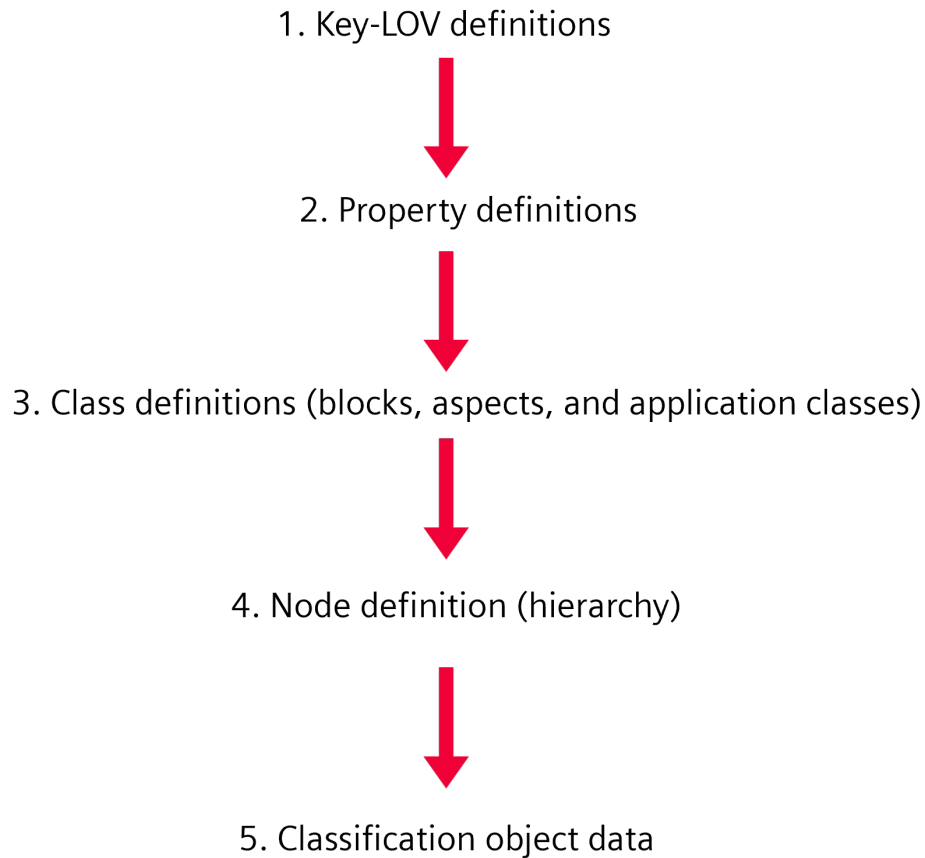 1. Key-LOV definitions
2. Property definitions
3. Class definitions (blocks, aspects, and application classes)
4. Node definition (hierarchy)
5. Classification object data